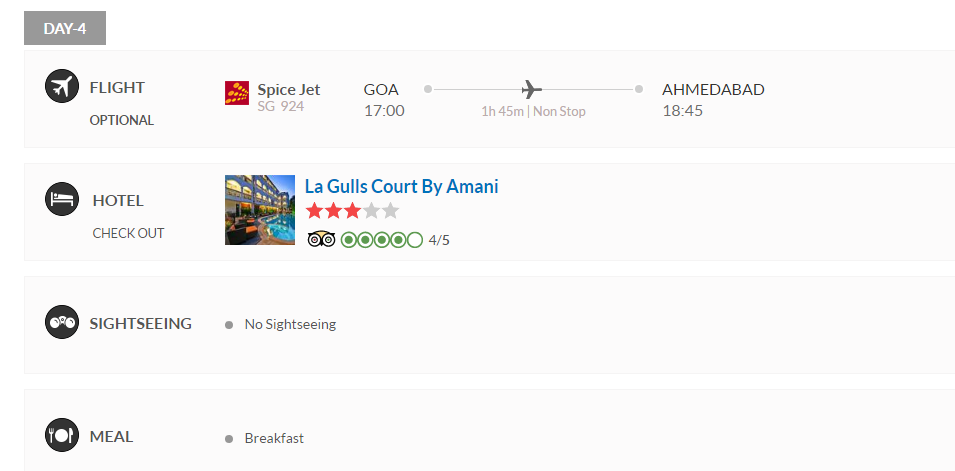 DAY-4
FLIGHT
OPTIONAL
Spice Jet
SG 924
GOA
17:00
1h 45m | Non Stop
AHMEDABAD
18:45
HOTEL
CHECK OUT
La Gulls Court By Amani
4/5
SIGHTSEEING
No Sightseeing
MEAL
Breakfast